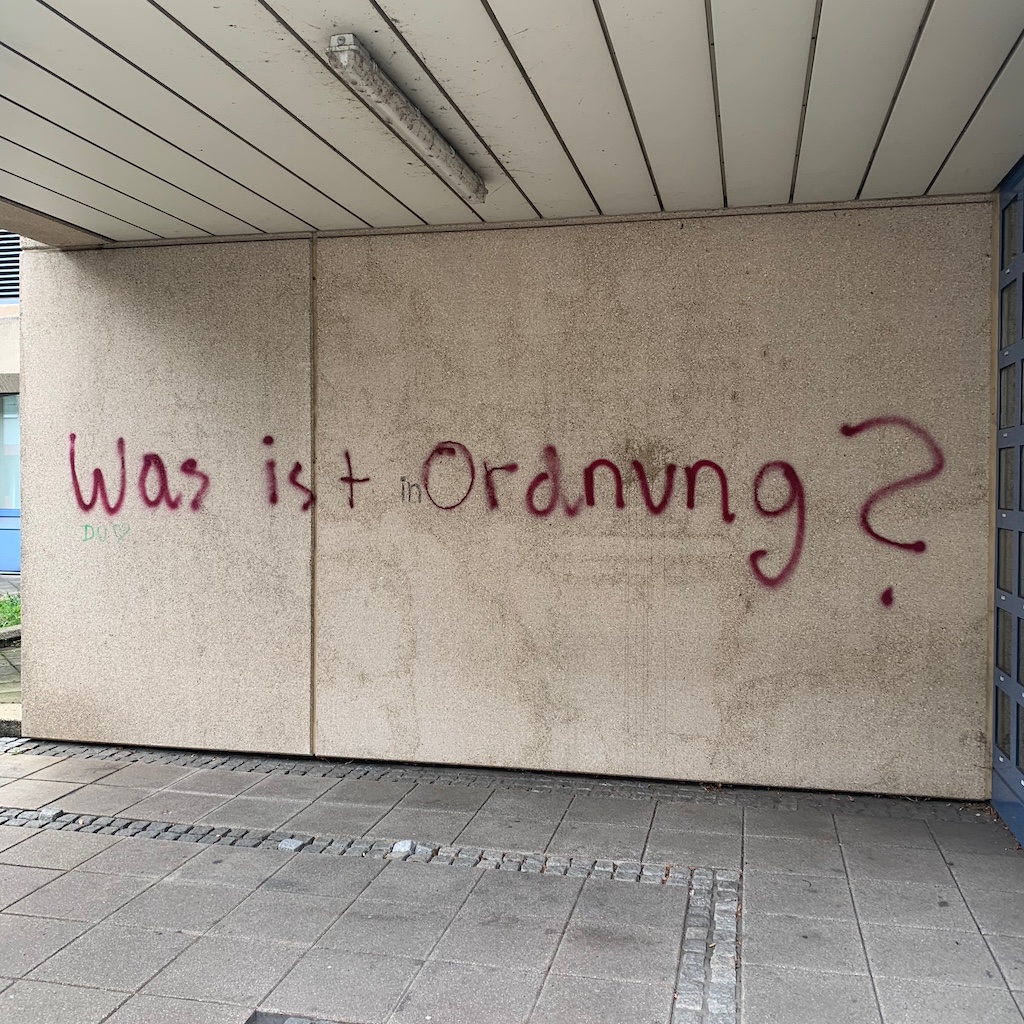 Was ist in Ordnung?
DU♡